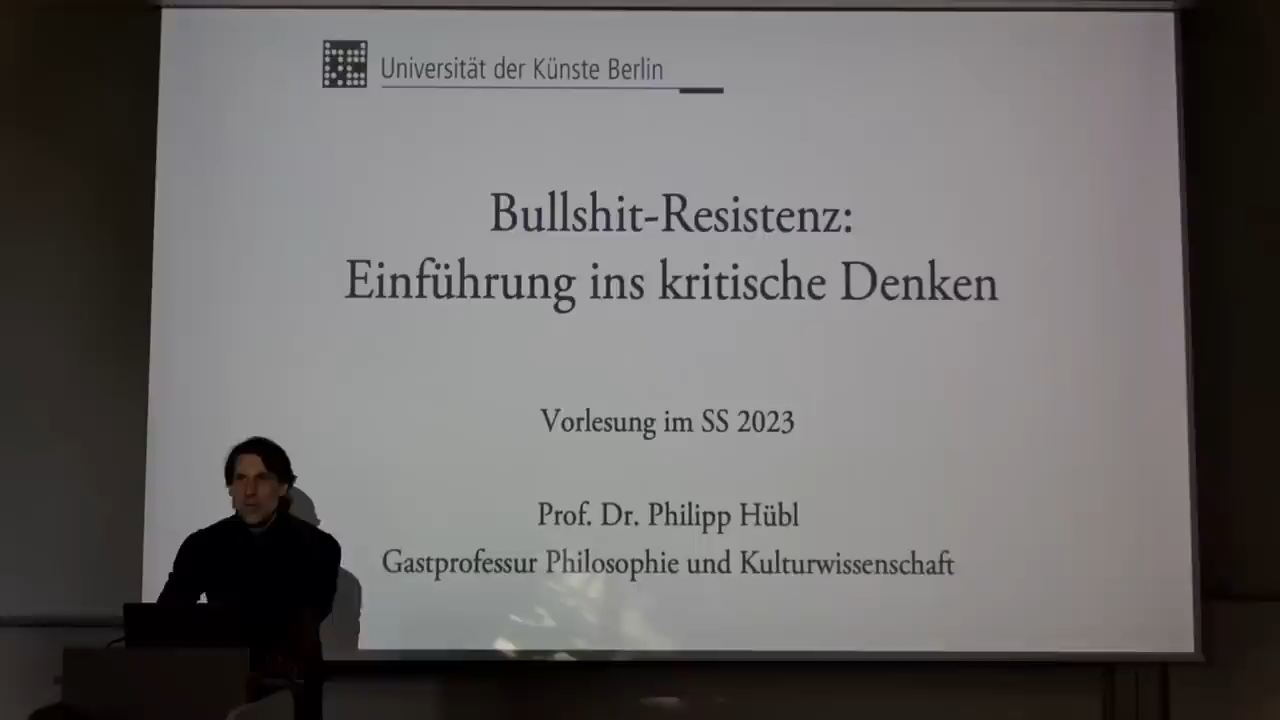 Universität der Künste Berlin
Bullshit-Resistenz:
Einführung ins kritische Denken
Vorlesung im SS 2023
Prof. Dr. Philipp Hübl
Gastprofessur Philosophie und Kulturwissenschaft